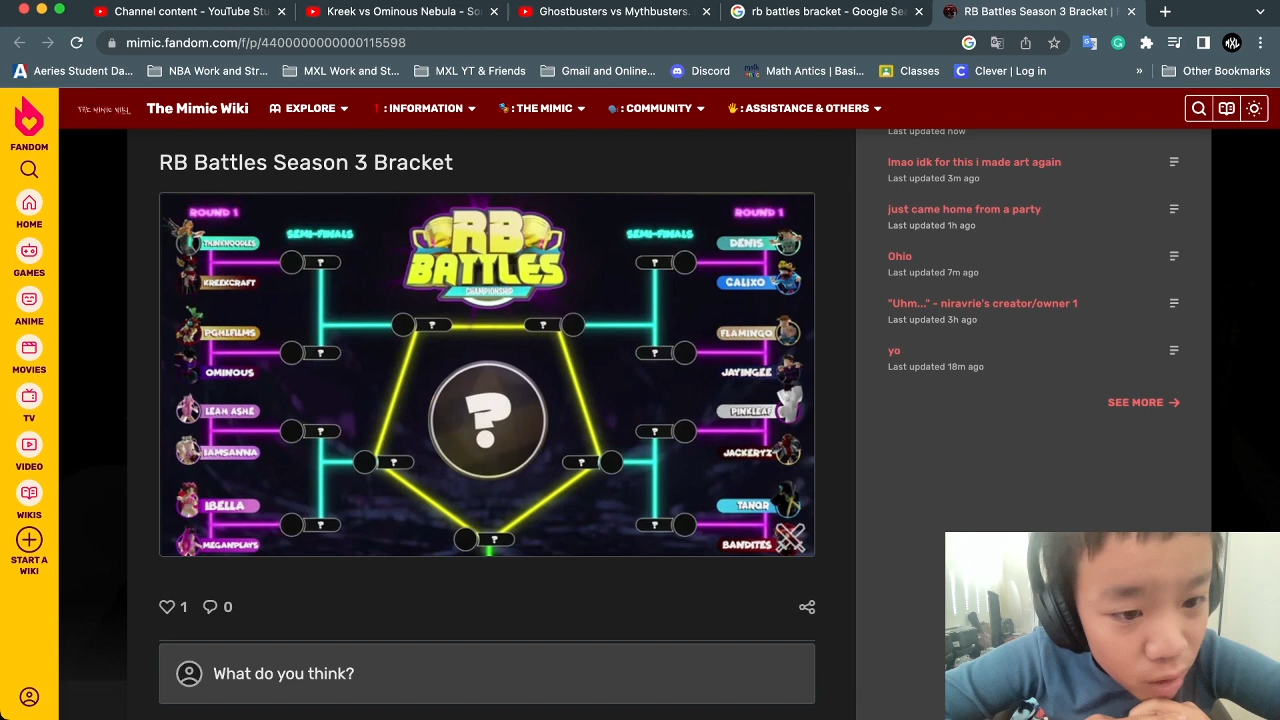 Channel content - YouTube Stu
Kreek vs Ominous Nebula - So
Ghostbusters vs Mythbusters.
rb battles bracket - Google Se
RB Battles Season 3 Bracket |
mimic.fandom.com/f/p/4400000000000115598
MXL
Aeries Student Da...
NBA Work and Str...
MXL Work and St...
MXL YT & Friends
Gmail and Online...
Discord
Math Antics | Basi...
Classes
Clever | Log in
»
Other Bookmarks
FANDOM
HOME
GAMES
ANIME
MOVIES
TV
VIDEO
WIKIS
START A
WIKI
THE MIMIC WIKI
The Mimic Wiki
EXPLORE
: INFORMATION
: THE MIMIC
: COMMUNITY
: ASSISTANCE & OTHERS
RB Battles Season 3 Bracket
ROUND 1
SEMI-FINALS
RB
BATTLES
CHAMPIONSHIP
SEMI-FINALS
ROUND 1
THINKNOODLES
KREEKCRAFT
PGHLFILMS
OMINOUS
LEAH ASHE
IAMSANNA
IBELLA
MEGANPLAYS
DENIS
CALIXO
FLAMINGO
JAYINGEE
PINKLEAF
JACKERYZ
TANQR
BANDITES
?
?
?
?
?
?
?
?
?
?
?
?
?
?
1
0
What do you think?
Last updated now
lmao idk for this i made art again
Last updated 3m ago
just came home from a party
Last updated 1h ago
Ohio
Last updated 7m ago
"Uhm..." - niravrie's creator/owner 1
Last updated 3h ago
yo
Last updated 18m ago
SEE MORE